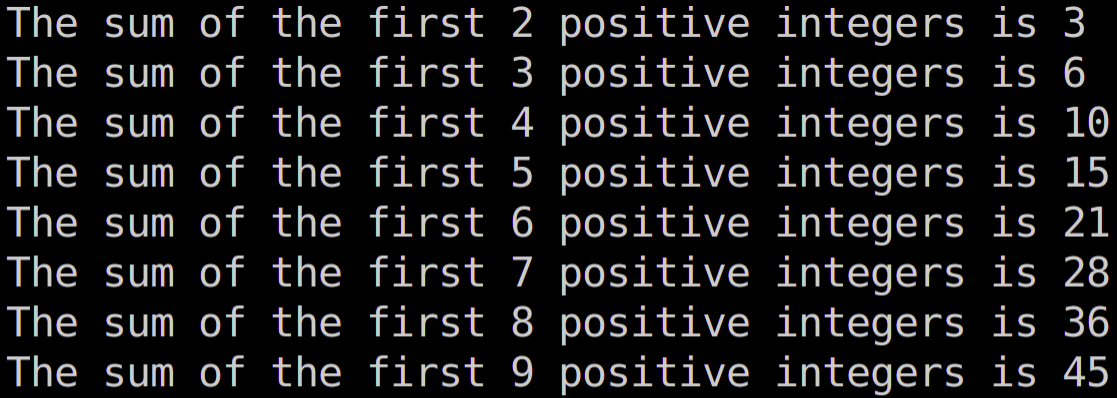 The sum of the first 2 positive integers is 3
The sum of the first 3 positive integers is 6
The sum of the first 4 positive integers is 10
The sum of the first 5 positive integers is 15
The sum of the first 6 positive integers is 21
The sum of the first 7 positive integers is 28
The sum of the first 8 positive integers is 36
The sum of the first 9 positive integers is 45